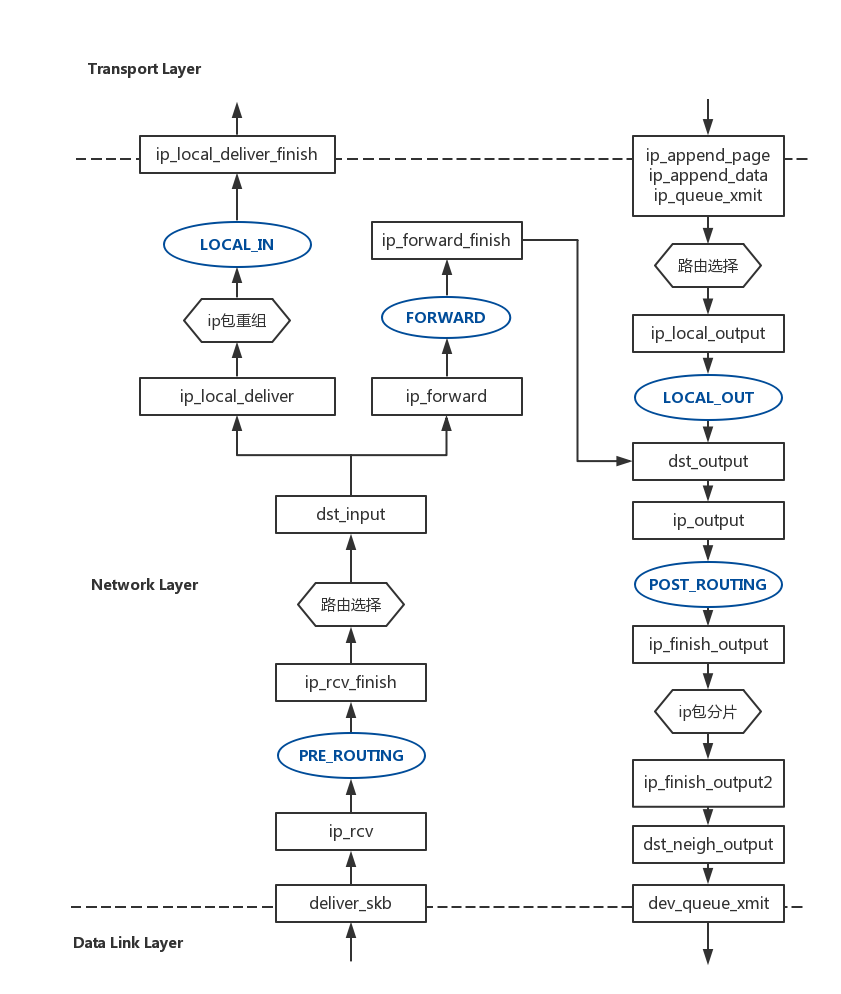 Transport Layer
ip_local_deliver_finish
ip_append_page
ip_append_data
ip_queue_xmit
LOCAL_IN
ip_forward_finish
路由选择
ip包重组
FORWARD
ip_local_output
ip_local_deliver
ip_forward
LOCAL_OUT
dst_output
dst_input
ip_output
Network Layer
路由选择
POST_ROUTING
ip_finish_output
ip_rcv_finish
ip包分片
PRE_ROUTING
ip_finish_output2
ip_rcv
dst_neigh_output
deliver_skb
dev_queue_xmit
Data Link Layer